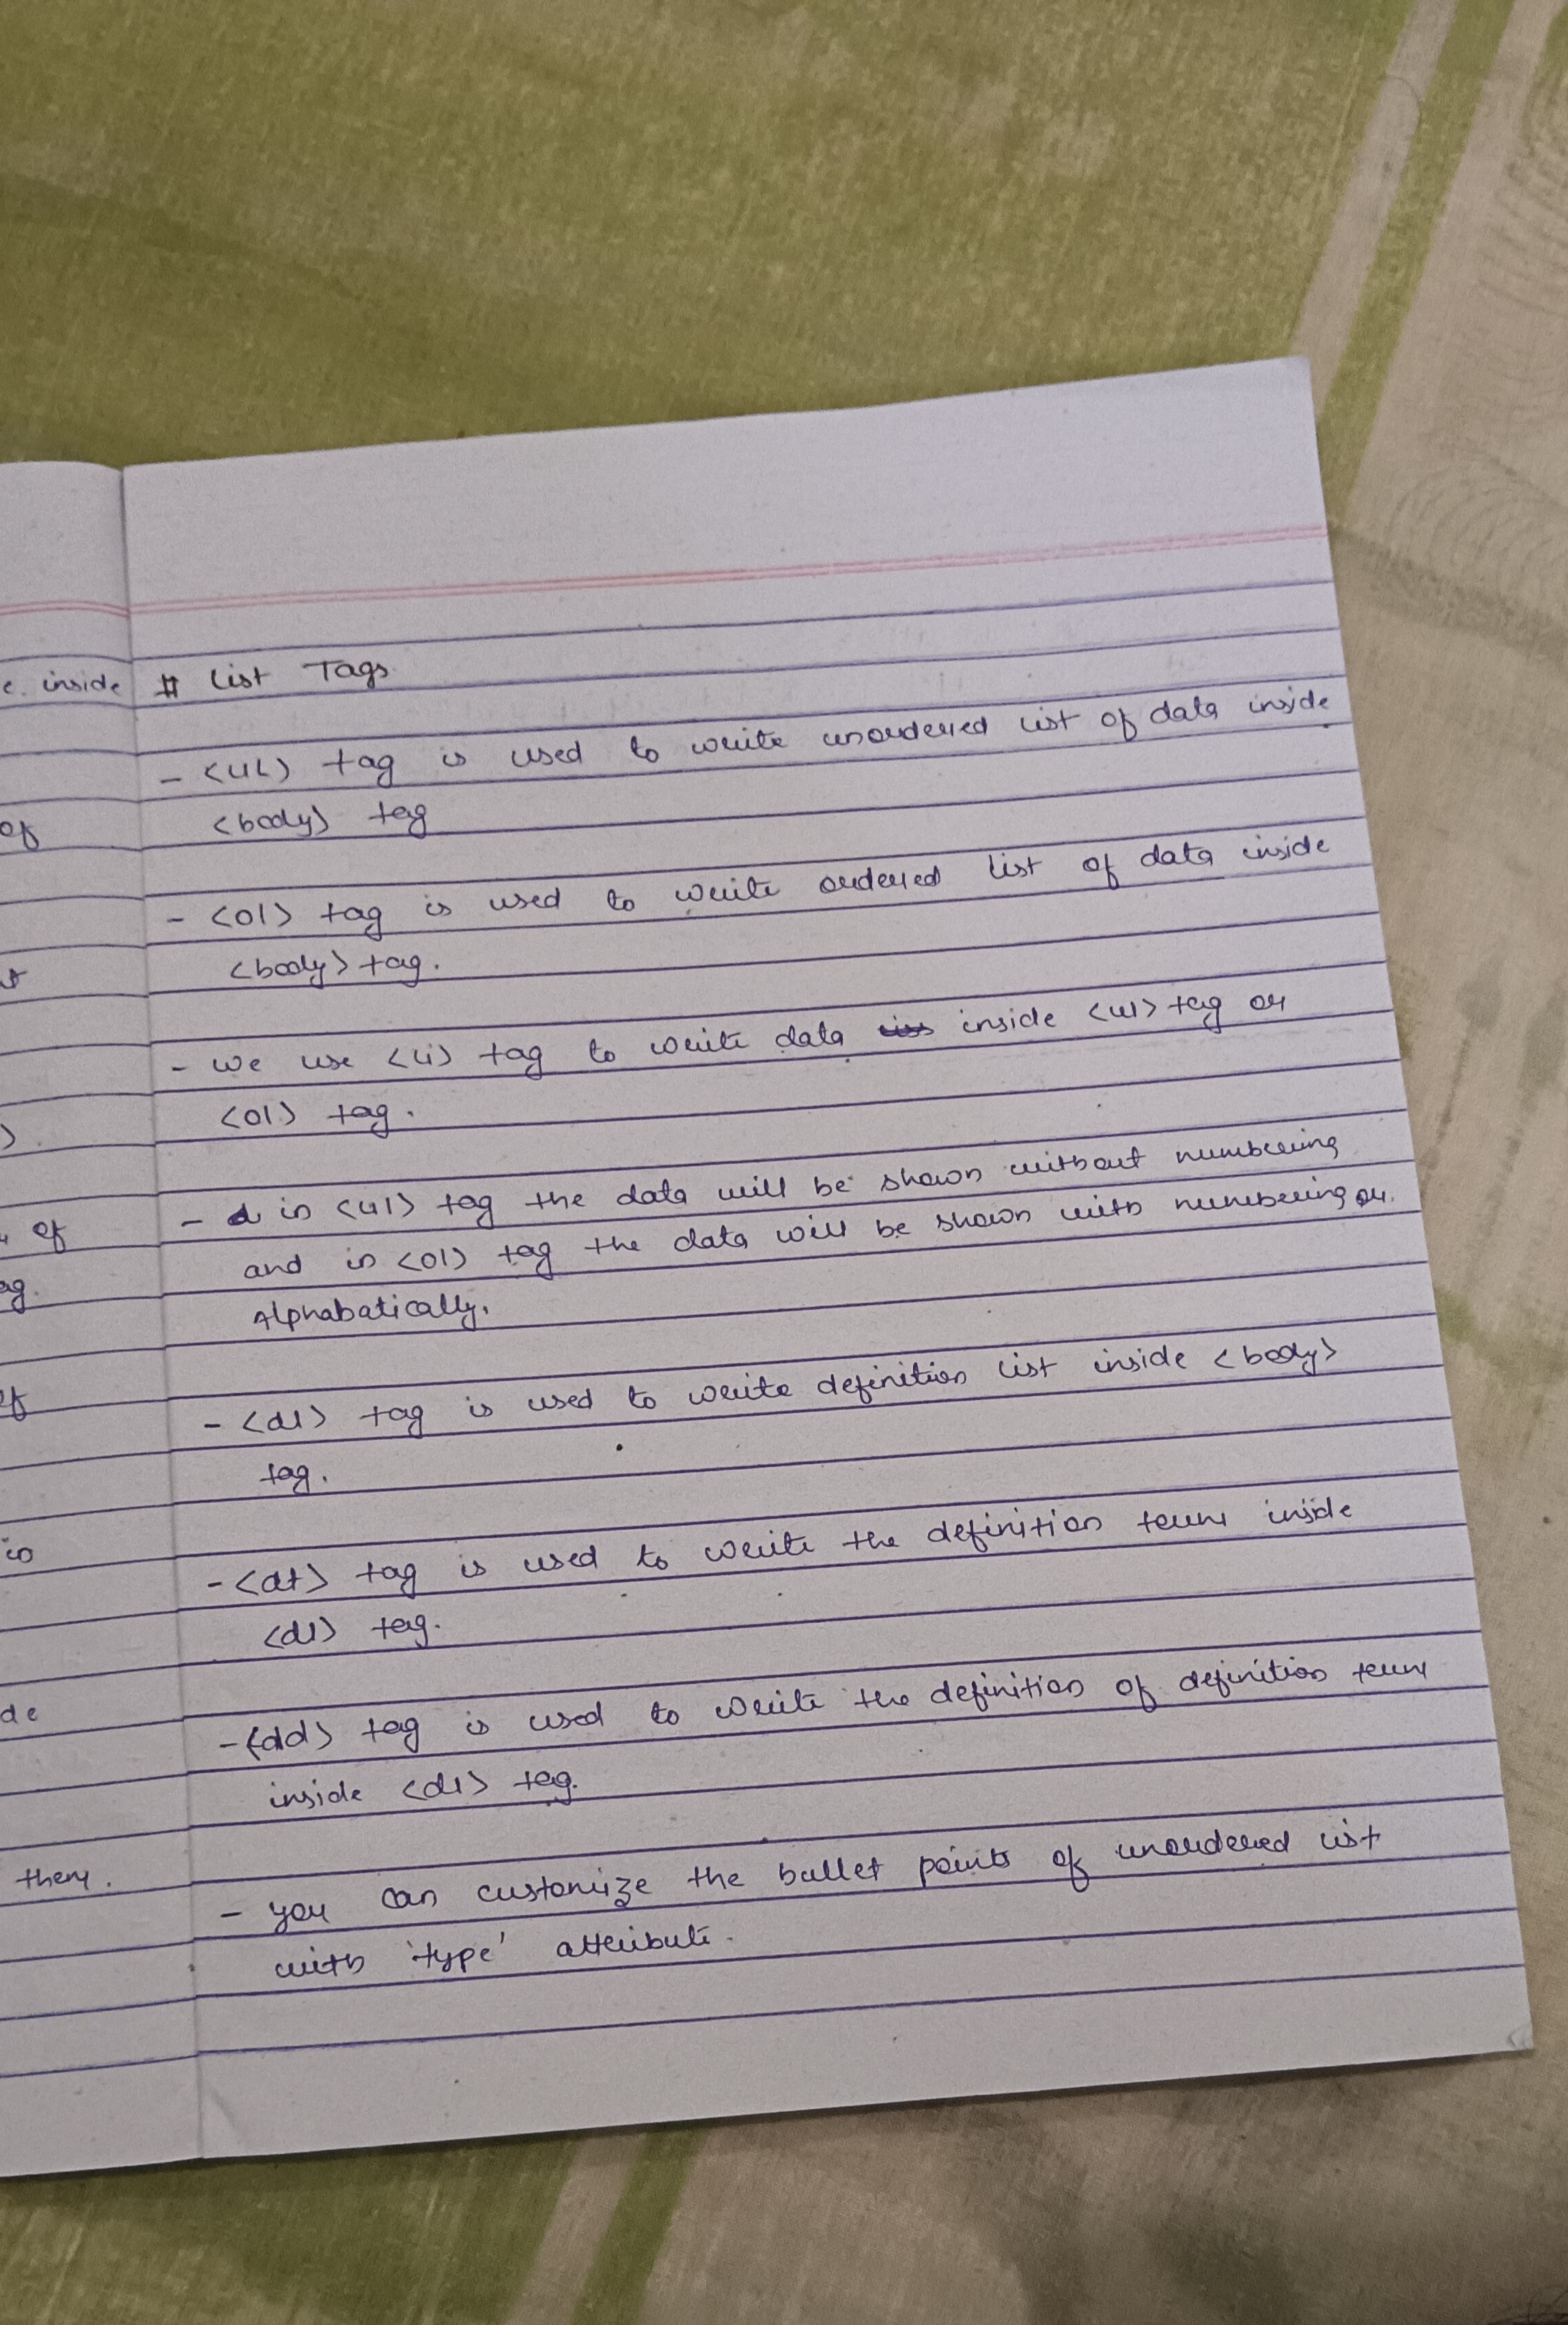 e. inside
of
of
ag.
of
in
de
them.
# List Tags
- <ul> tag is used to write unordered list of data inside
<body> tag
- <ol> tag is used to write ordered list of data inside
<body> tag.
- we use <li> tag to write data inside <ul> tag or
<ol> tag.
- in <ul> tag the data will be shown without numbering
and in <ol> tag the data will be shown with numbering or
Alphabatically.
- <dl> tag is used to write definition list inside <body>
tag.
- <dt> tag is used to write the definition term inside
<dl> tag.
- <dd> tag is used to write the definition of definition term
inside <dl> tag.
- you can customize the bullet points of unordered list
with 'type' attribute.